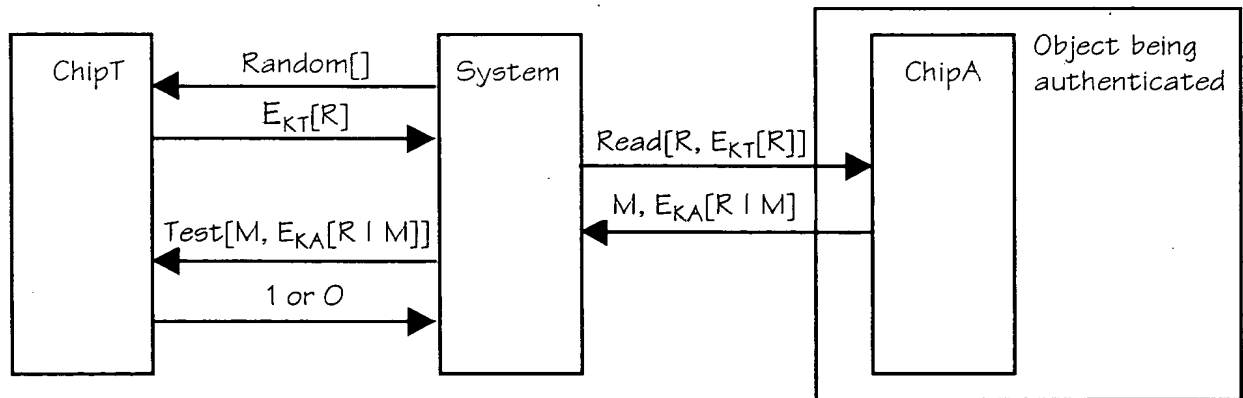 ChipT
System
ChipA
Object being
authenticated
Random[]
E_KT[R]
Read[R, E_KT[R]]
M, E_KA[R | M]
Test[M, E_KA[R | M]]
1 or 0